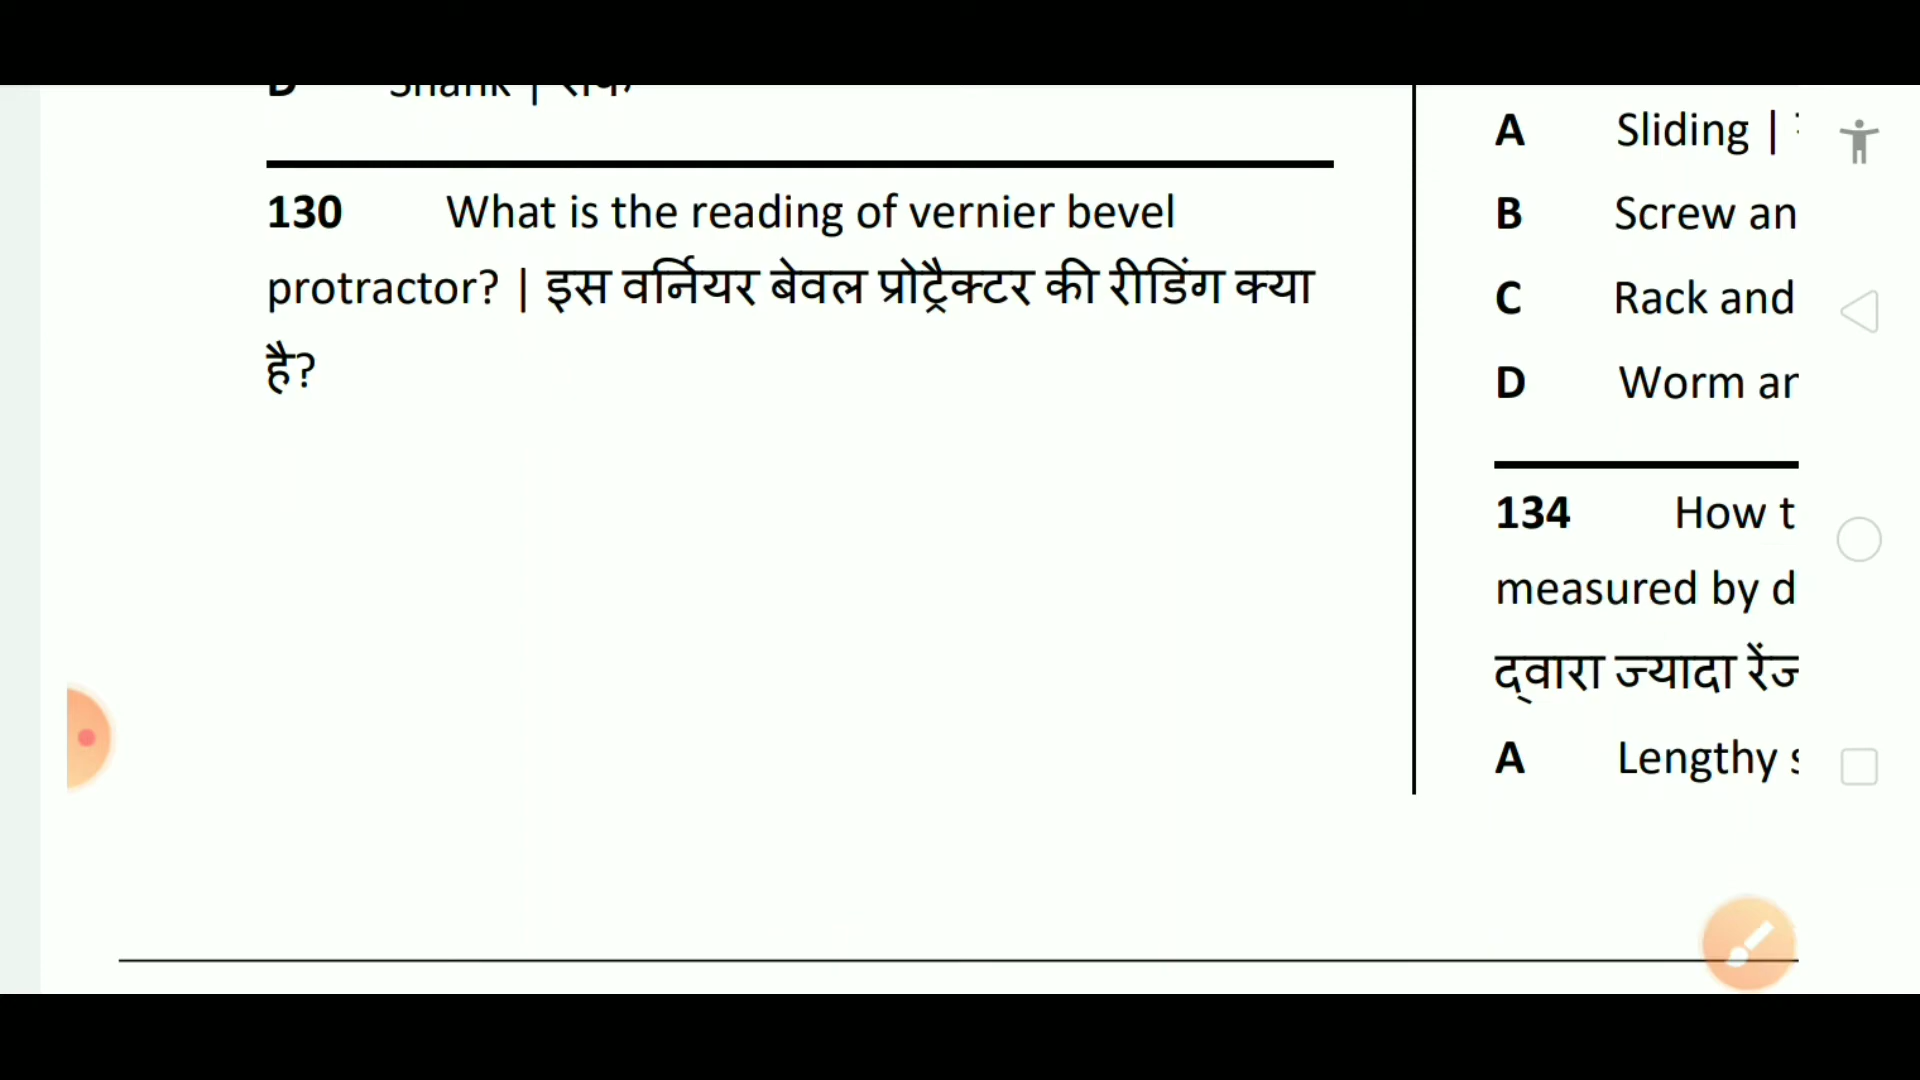 130 What is the reading of vernier bevel
protractor? | इस वर्नियर बेवल प्रोट्रैक्टर की रीडिंग क्या
है?
A Sliding |
B Screw an
C Rack and
D Worm ar
134 How t
measured by d
द्वारा ज्यादा रेंज
A Lengthy s